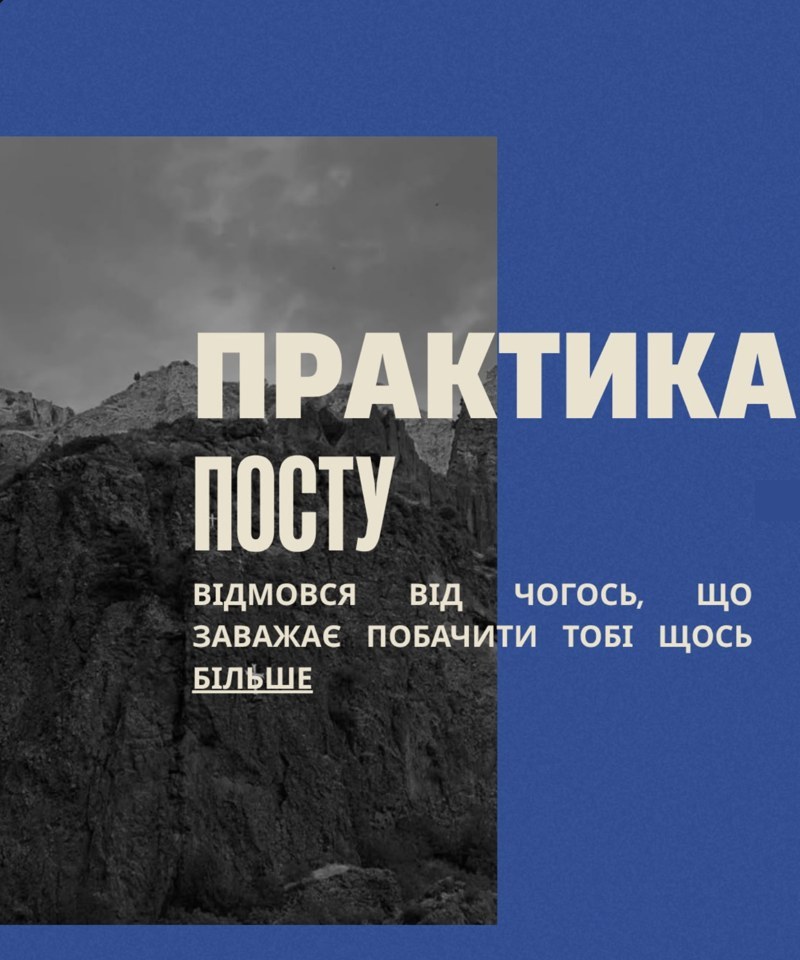 ПРАКТИКА
ПОСТУ
ВІДМОВСЯ ВІД ЧОГОСЬ, ЩО
ЗАВАЖАЄ ПОБАЧИТИ ТОБІ ЩОСЬ
БІЛЬШЕ